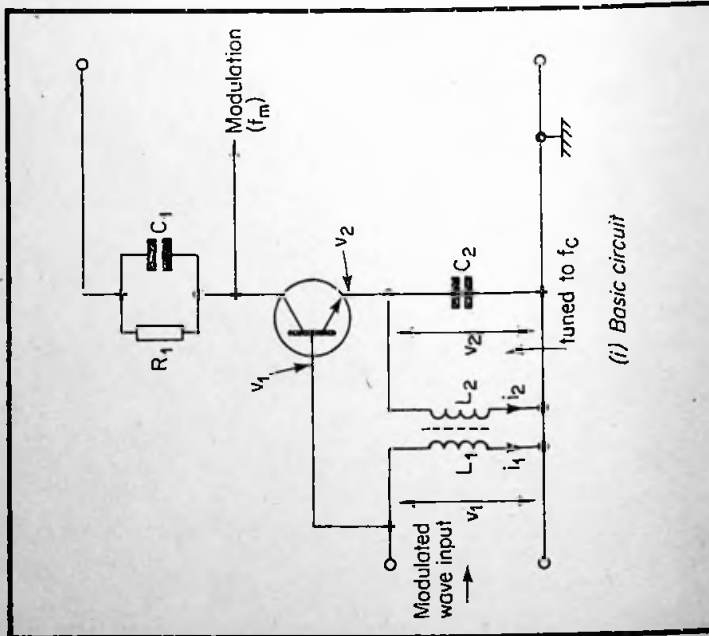 C₁
R₁
Modulation
(fₘ)
v₂
v₁
C₂
v₂
tuned to f꜀
L₂
L₁
i₂
i₁
v₁
Modulated
wave input
(i) Basic circuit